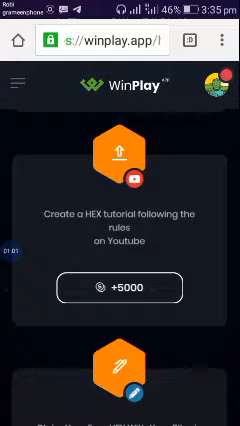 Robi
grameenphone
46%
3:35 pm
s://winplay.app/h
:D
WinPlay
Create a HEX tutorial following the
rules
on Youtube
01:01
+5000